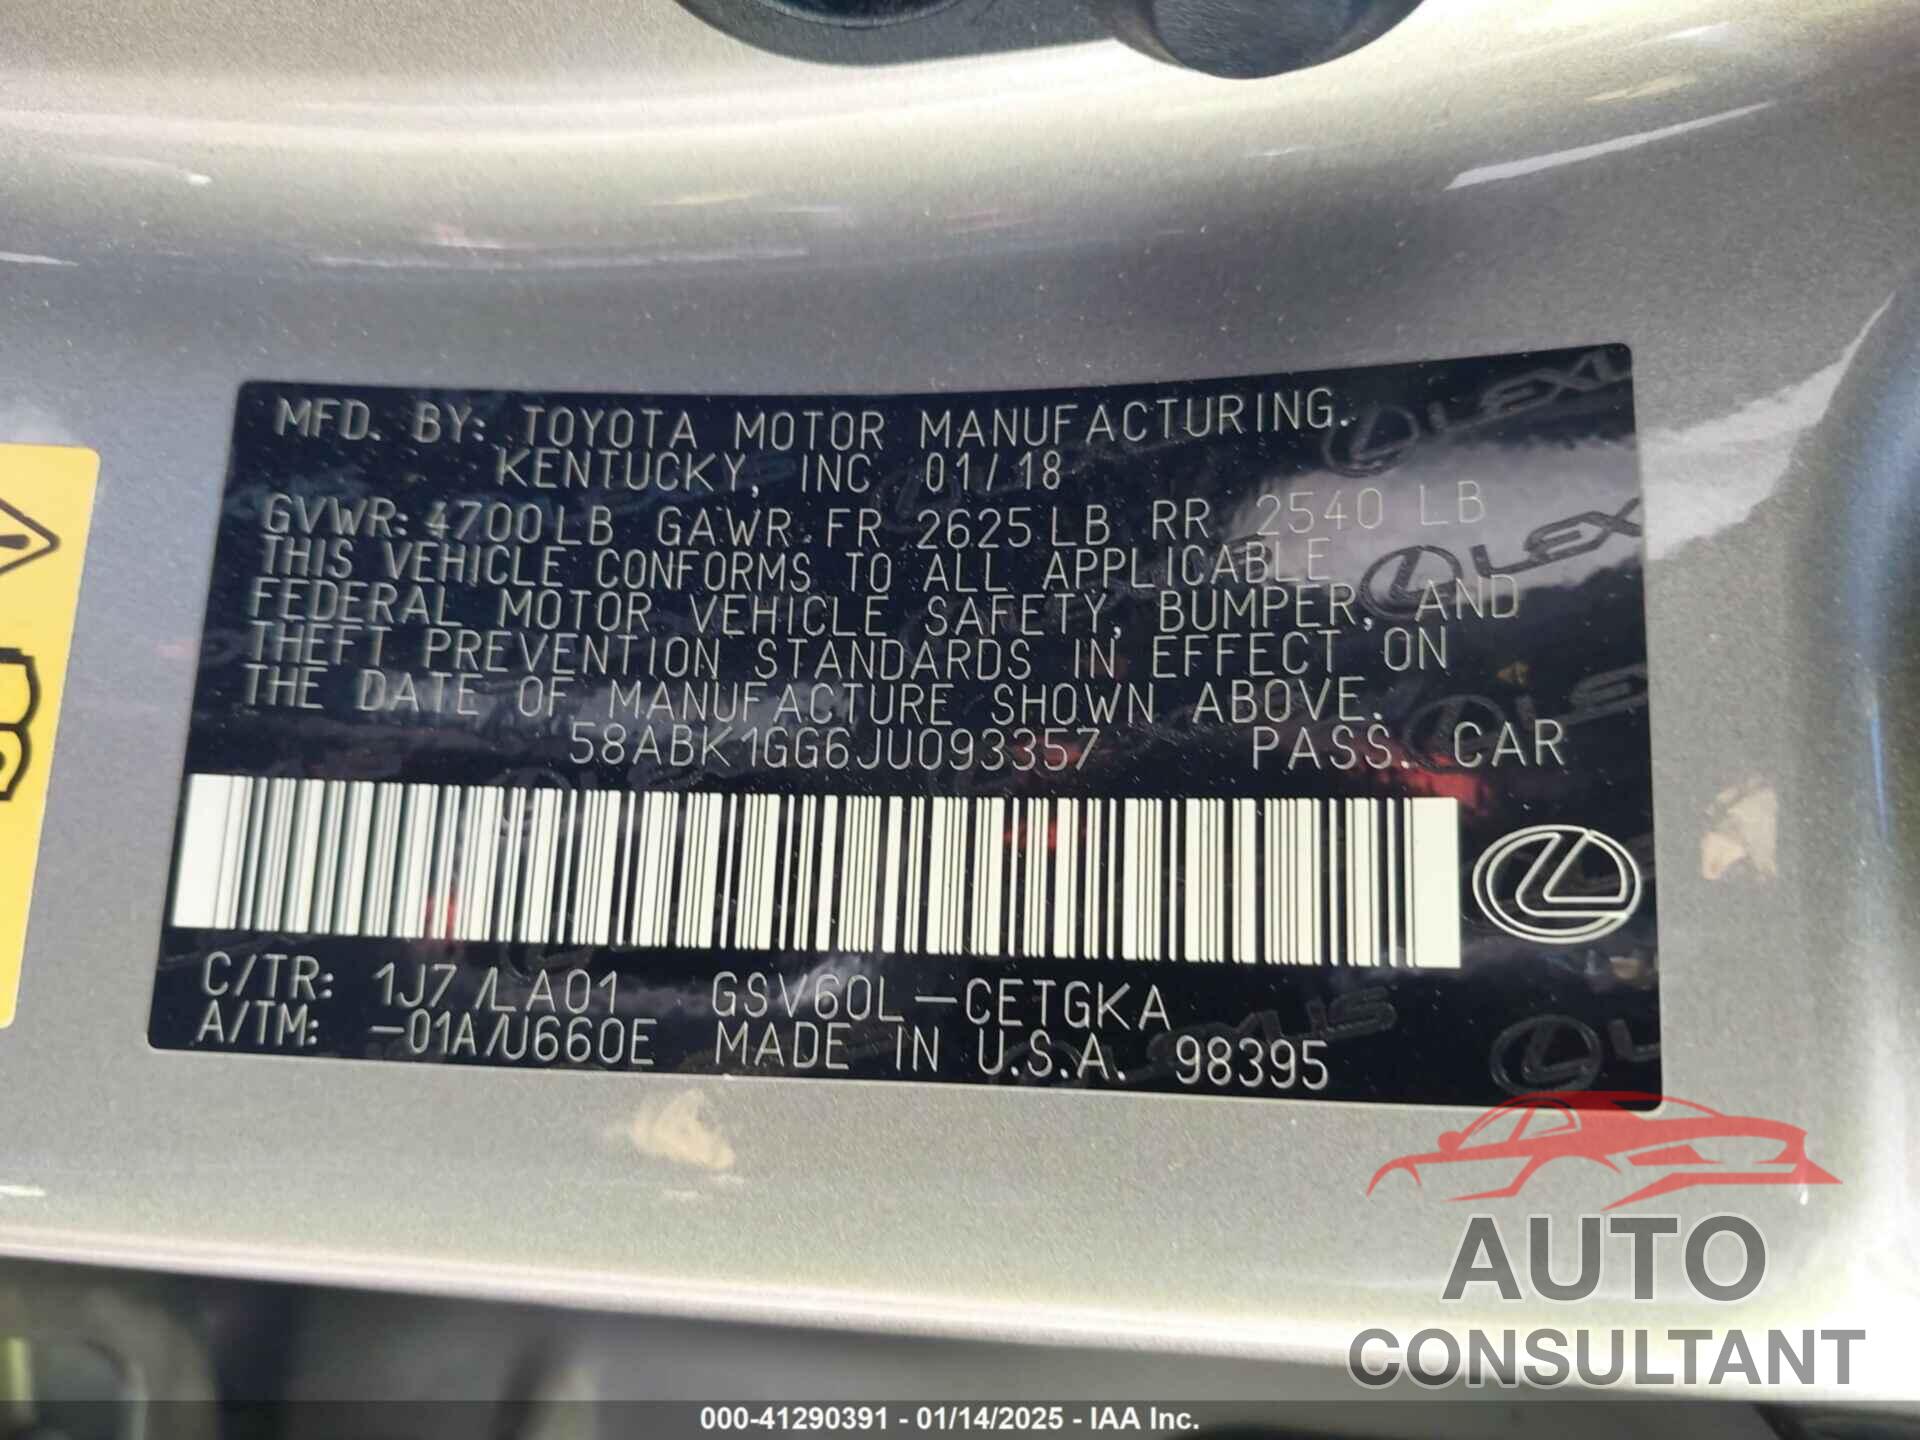 MFD. BY: TOYOTA MOTOR MANUFACTURING.
KENTUCKY, INC 01/18
GVWR: 4700LB GAWR FR 2625LB RR 2540 LB
THIS VEHICLE CONFORMS TO ALL APPLICABLE
FEDERAL MOTOR VEHICLE SAFETY, BUMPER, AND
THEFT PREVENTION STANDARDS IN EFFECT ON
THE DATE OF MANUFACTURE SHOWN ABOVE.
58ABK1GG6JU093357 PASS. CAR
C/TR: 1J7/LA01 GSV60L-CETGKA
A/TM: -01A/U660E MADE IN U.S.A. 98395
AUTO
CONSULTANT
000-41290391 - 01/14/2025 - IAA Inc.